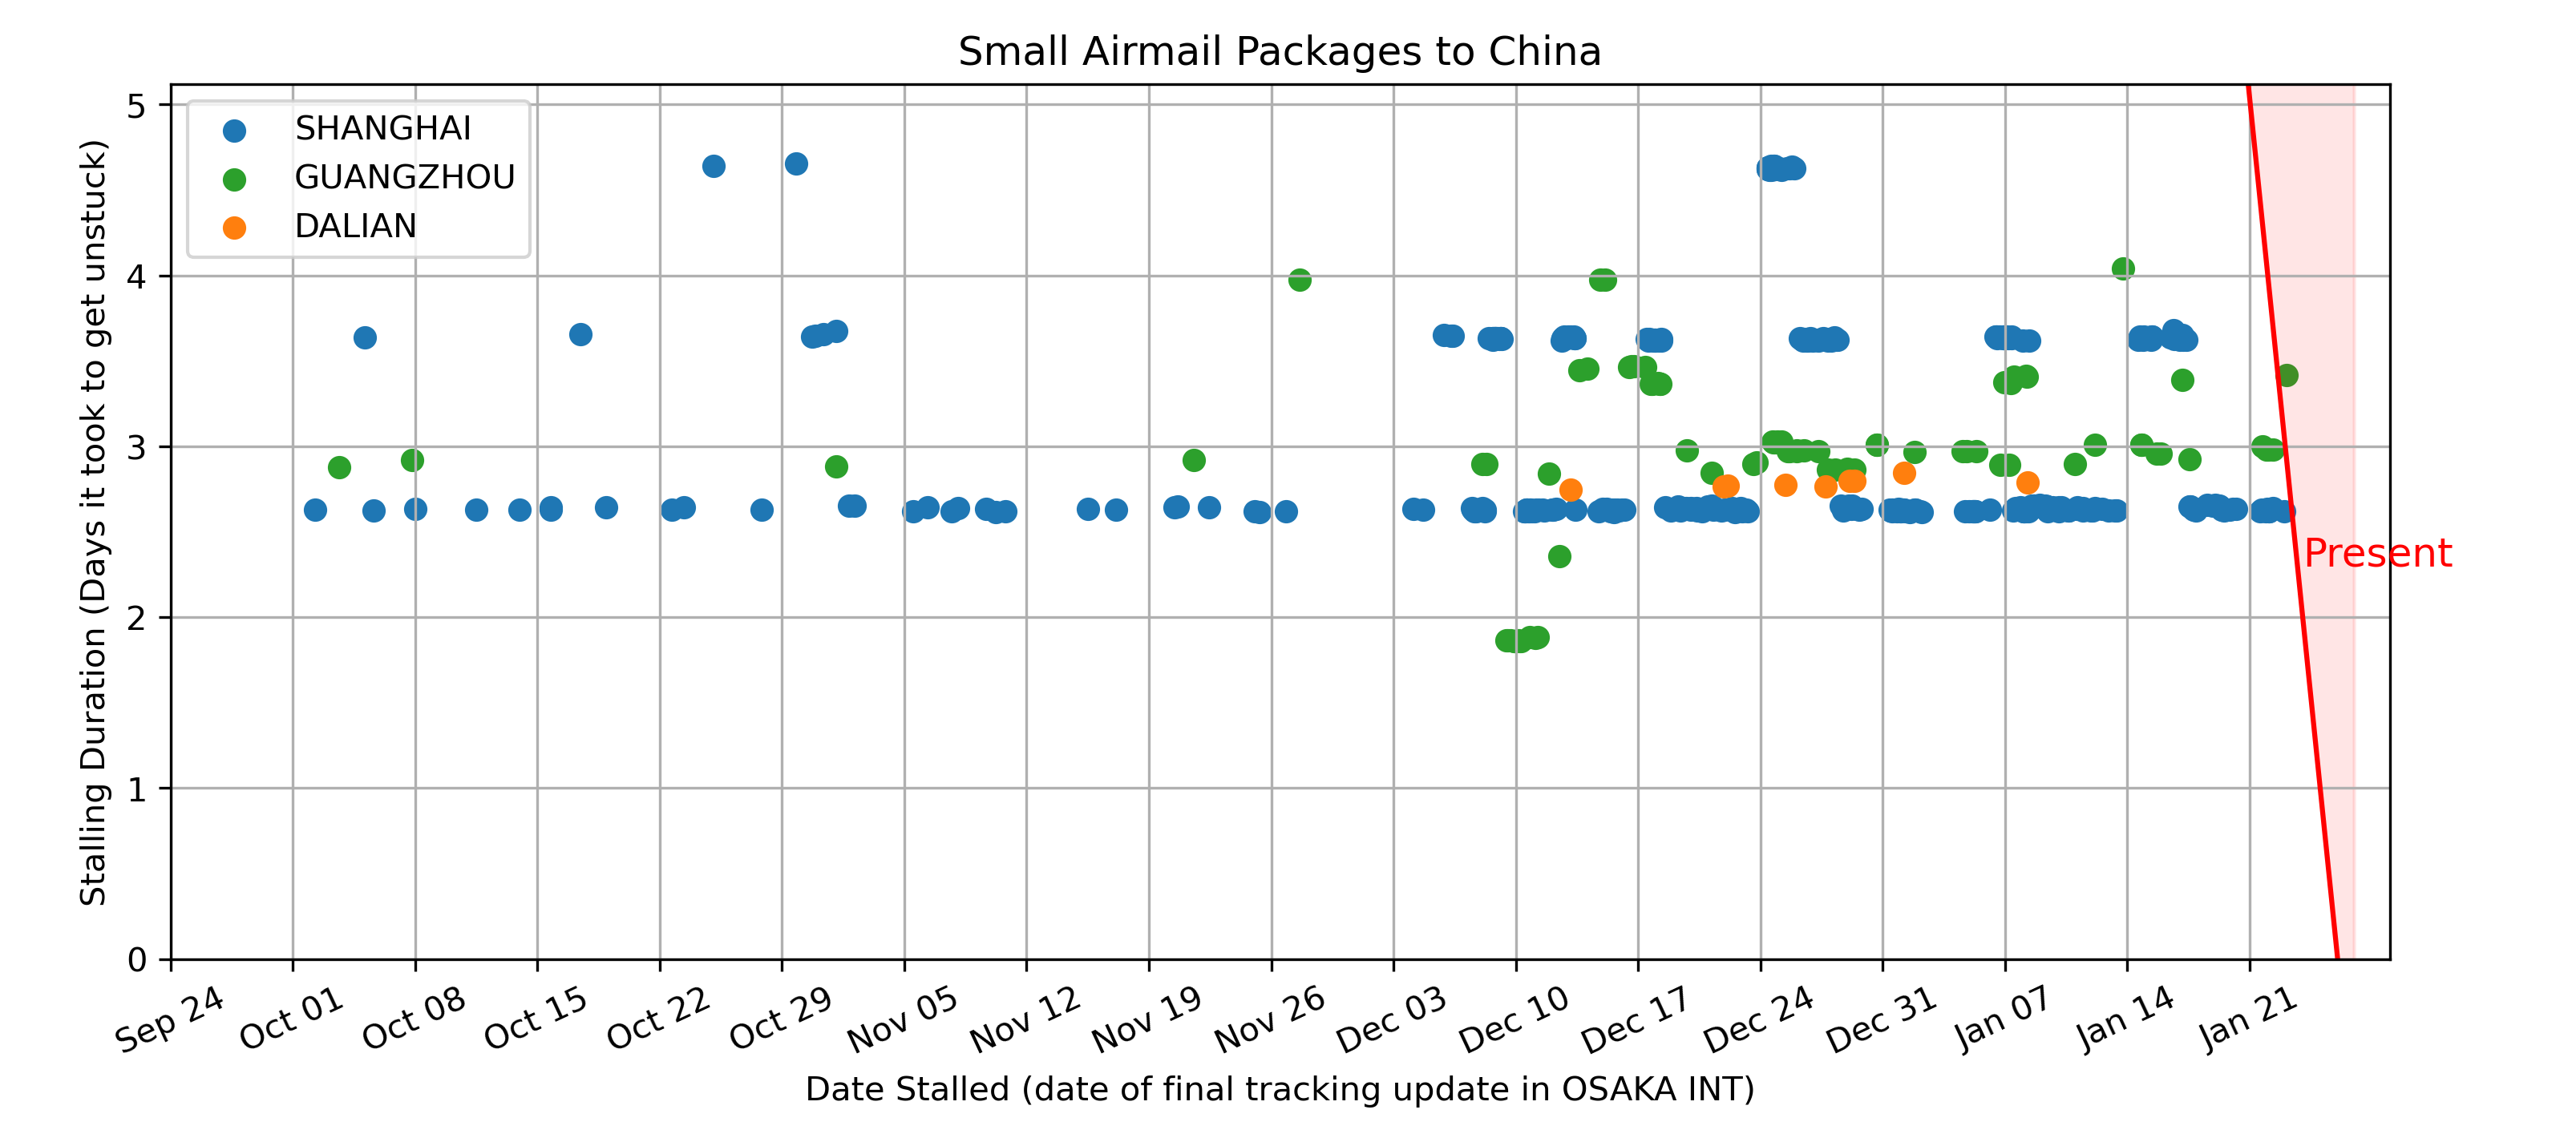 Small Airmail Packages to China
Stalling Duration (Days it took to get unstuck)
5
4
3
2
1
0
SHANGHAI
GUANGZHOU
DALIAN
Present
Sep 24
Oct 01
Oct 08
Oct 15
Oct 22
Oct 29
Nov 05
Nov 12
Nov 19
Nov 26
Dec 03
Dec 10
Dec 17
Dec 24
Dec 31
Jan 07
Jan 14
Jan 21
Date Stalled (date of final tracking update in OSAKA INT)